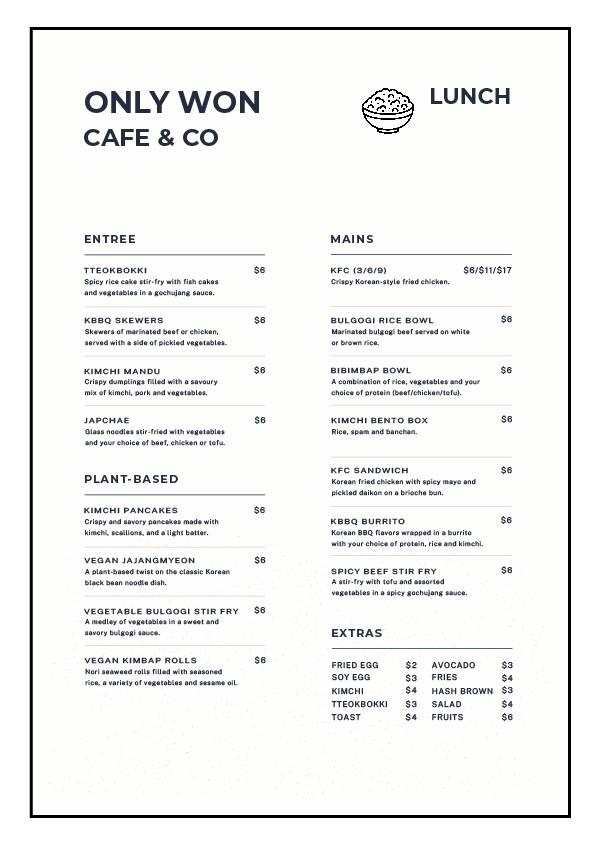 ONLY WON
CAFE & CO
LUNCH
ENTREE
TTEOKBOKKI $6
Spicy rice cake stir-fry with fish cakes
and vegetables in a gochujang sauce.
KBBQ SKEWERS $6
Skewers of marinated beef or chicken,
served with a side of pickled vegetables.
KIMCHI MANDU $6
Crispy dumplings filled with a savoury
mix of kimchi, pork and vegetables.
JAPCHAE $6
Glass noodles stir-fried with vegetables
and your choice of beef, chicken or tofu.
PLANT-BASED
KIMCHI PANCAKES $6
Crispy and savory pancakes made with
kimchi, scallions, and a light batter.
VEGAN JAJANGMYEON $6
A plant-based twist on the classic Korean
black bean noodle dish.
VEGETABLE BULGOGI STIR FRY $6
A medley of vegetables in a sweet and
savory bulgogi sauce.
VEGAN KIMBAP ROLLS $6
Nori seaweed rolls filled with seasoned
rice, a variety of vegetables and sesame oil.
MAINS
KFC (3/6/9) $6/$11/$17
Crispy Korean-style fried chicken.
BULGOGI RICE BOWL $6
Marinated bulgogi beef served on white
or brown rice.
BIBIMBAP BOWL $6
A combination of rice, vegetables and your
choice of protein (beef/chicken/tofu).
KIMCHI BENTO BOX $6
Rice, spam and banchan.
KFC SANDWICH $6
Korean fried chicken with spicy mayo and
pickled daikon on a brioche bun.
KBBQ BURRITO $6
Korean BBQ flavors wrapped in a burrito
with your choice of protein, rice and kimchi.
SPICY BEEF STIR FRY $6
A stir-fry with tofu and assorted
vegetables in a spicy gochujang sauce.
EXTRAS
FRIED EGG $2 AVOCADO $3
SOY EGG $3 FRIES $4
KIMCHI $4 HASH BROWN $3
TTEOKBOKKI $3 SALAD $4
TOAST $4 FRUITS $6